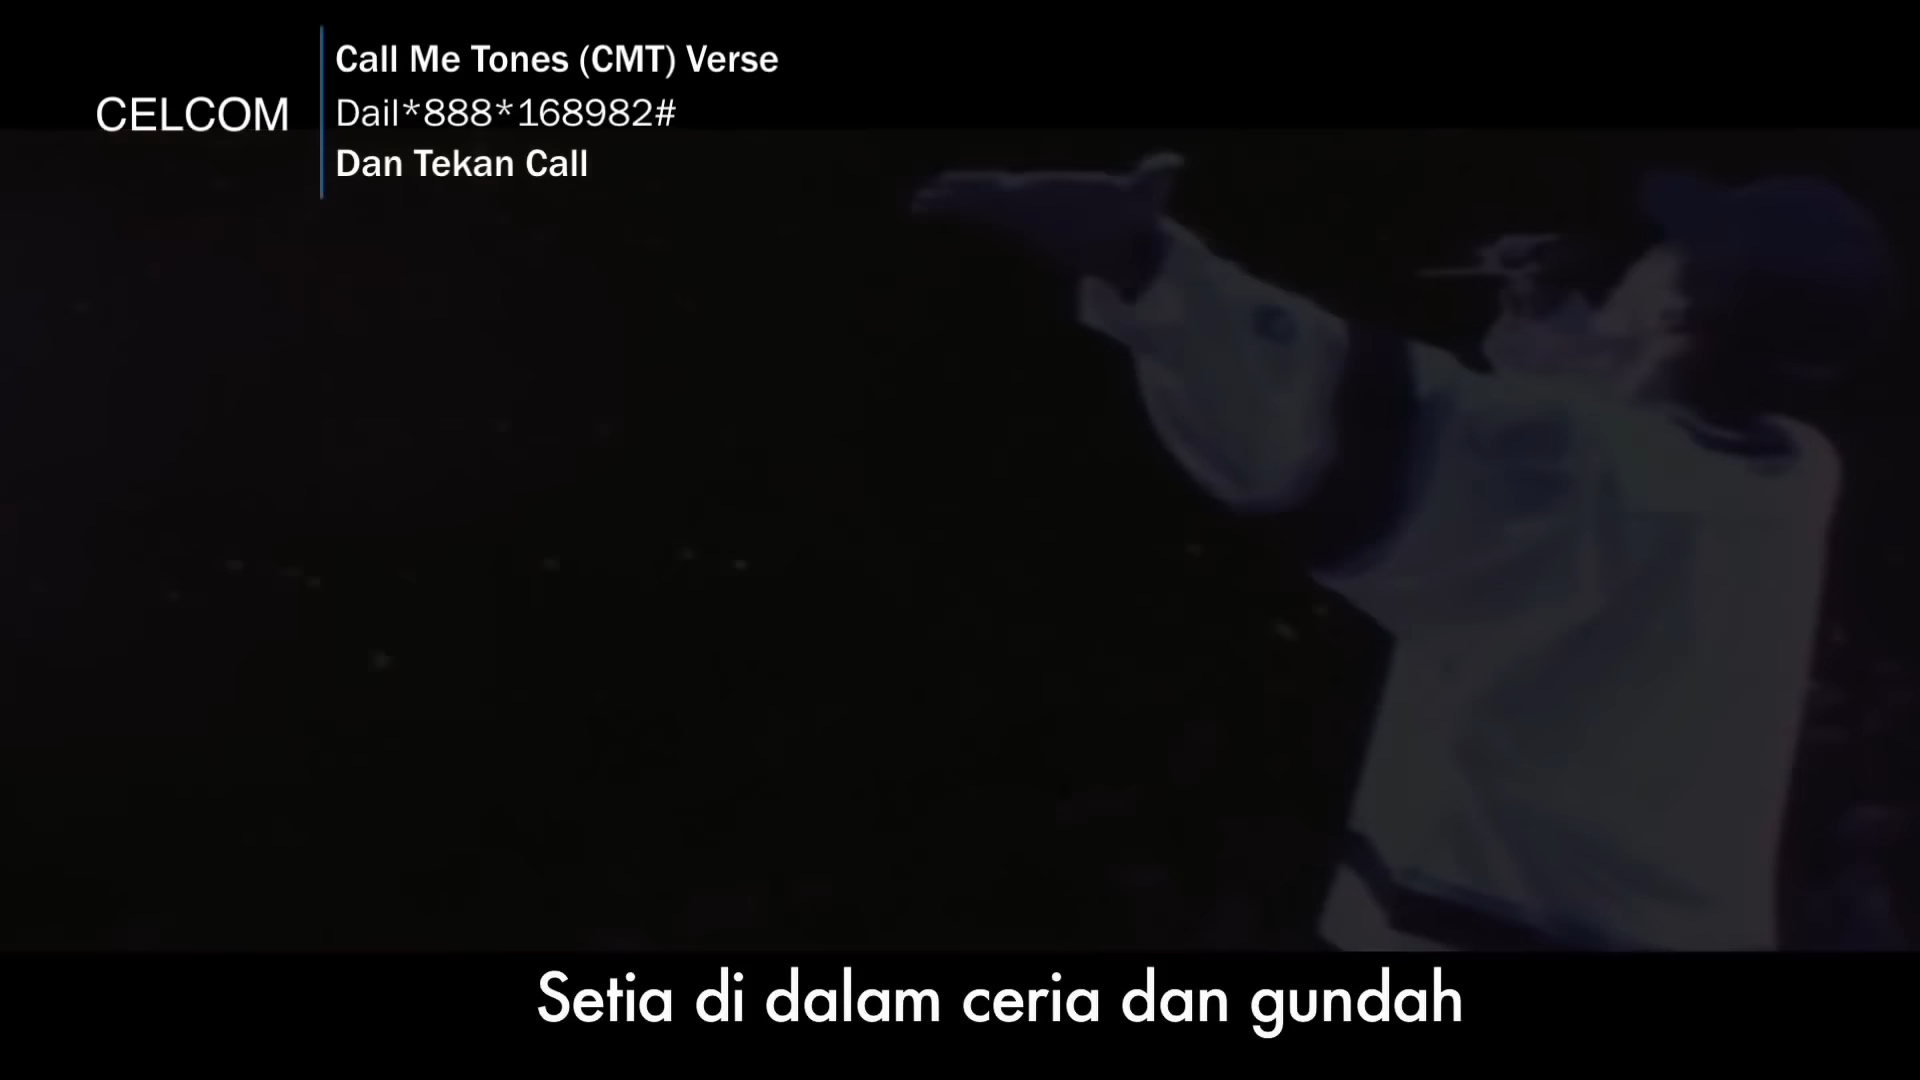 CELCOM
Call Me Tones (CMT) Verse
Dail*888*168982#
Dan Tekan Call
Setia di dalam ceria dan gundah